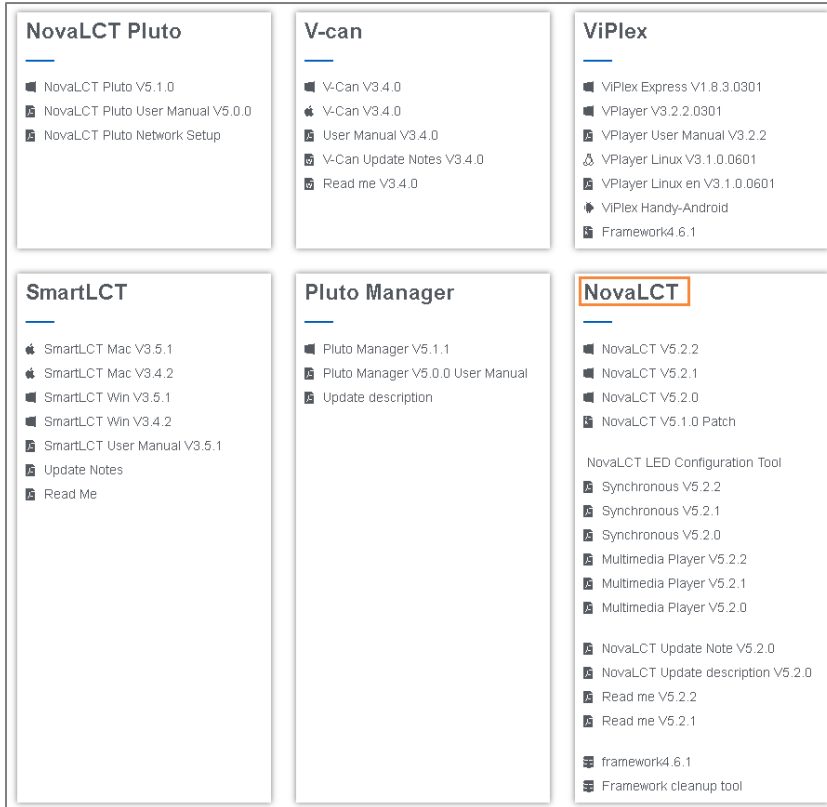 NovaLCT Pluto
NovaLCT Pluto V5.1.0
NovaLCT Pluto User Manual V5.0.0
NovaLCT Pluto Network Setup
V-can
V-Can V3.4.0
V-Can V3.4.0
User Manual V3.4.0
V-Can Update Notes V3.4.0
Read me V3.4.0
ViPlex
ViPlex Express V1.8.3.0301
VPlayer V3.2.2.0301
VPlayer User Manual V3.2.2
VPlayer Linux V3.1.0.0601
VPlayer Linux en V3.1.0.0601
ViPlex Handy-Android
Framework4.6.1
SmartLCT
SmartLCT Mac V3.5.1
SmartLCT Mac V3.4.2
SmartLCT Win V3.5.1
SmartLCT Win V3.4.2
SmartLCT User Manual V3.5.1
Update Notes
Read Me
Pluto Manager
Pluto Manager V5.1.1
Pluto Manager V5.0.0 User Manual
Update description
NovaLCT
NovaLCT V5.2.2
NovaLCT V5.2.1
NovaLCT V5.2.0
NovaLCT V5.1.0 Patch
NovaLCT LED Configuration Tool
Synchronous V5.2.2
Synchronous V5.2.1
Synchronous V5.2.0
Multimedia Player V5.2.2
Multimedia Player V5.2.1
Multimedia Player V5.2.0
NovaLCT Update Note V5.2.0
NovaLCT Update description V5.2.0
Read me V5.2.2
Read me V5.2.1
framework4.6.1
Framework cleanup tool